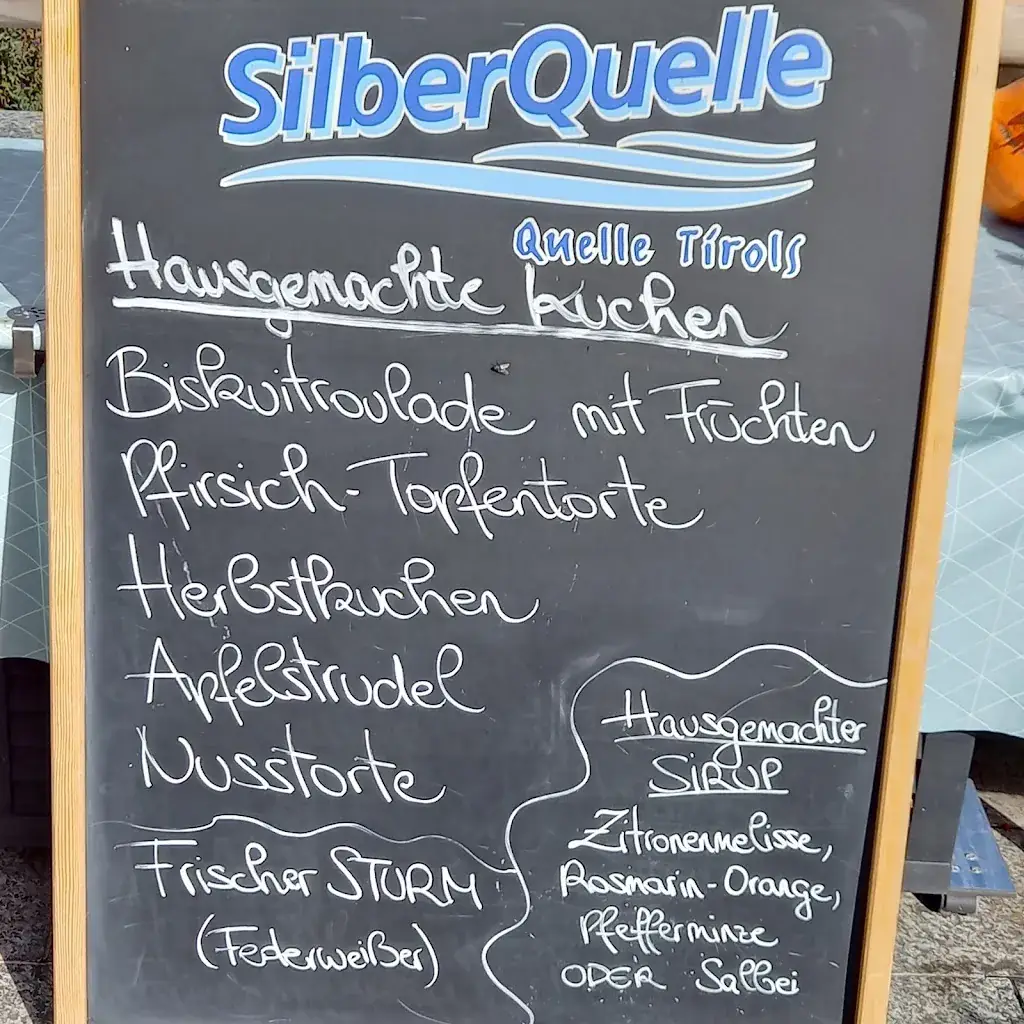 SilberQuelle
Quelle Tirols
Hausgemachte Kuchen
Biskuitroulade mit Früchten
Pfirsich-Topfentorte
Herbstkuchen
Apfelstrudel
Nusstorte
Frischer STURM
(Federweißer)
Hausgemachter
SIRUP
Zitronenmelisse,
Rosmarin-Orange,
Pfefferminze
ODER Salbei